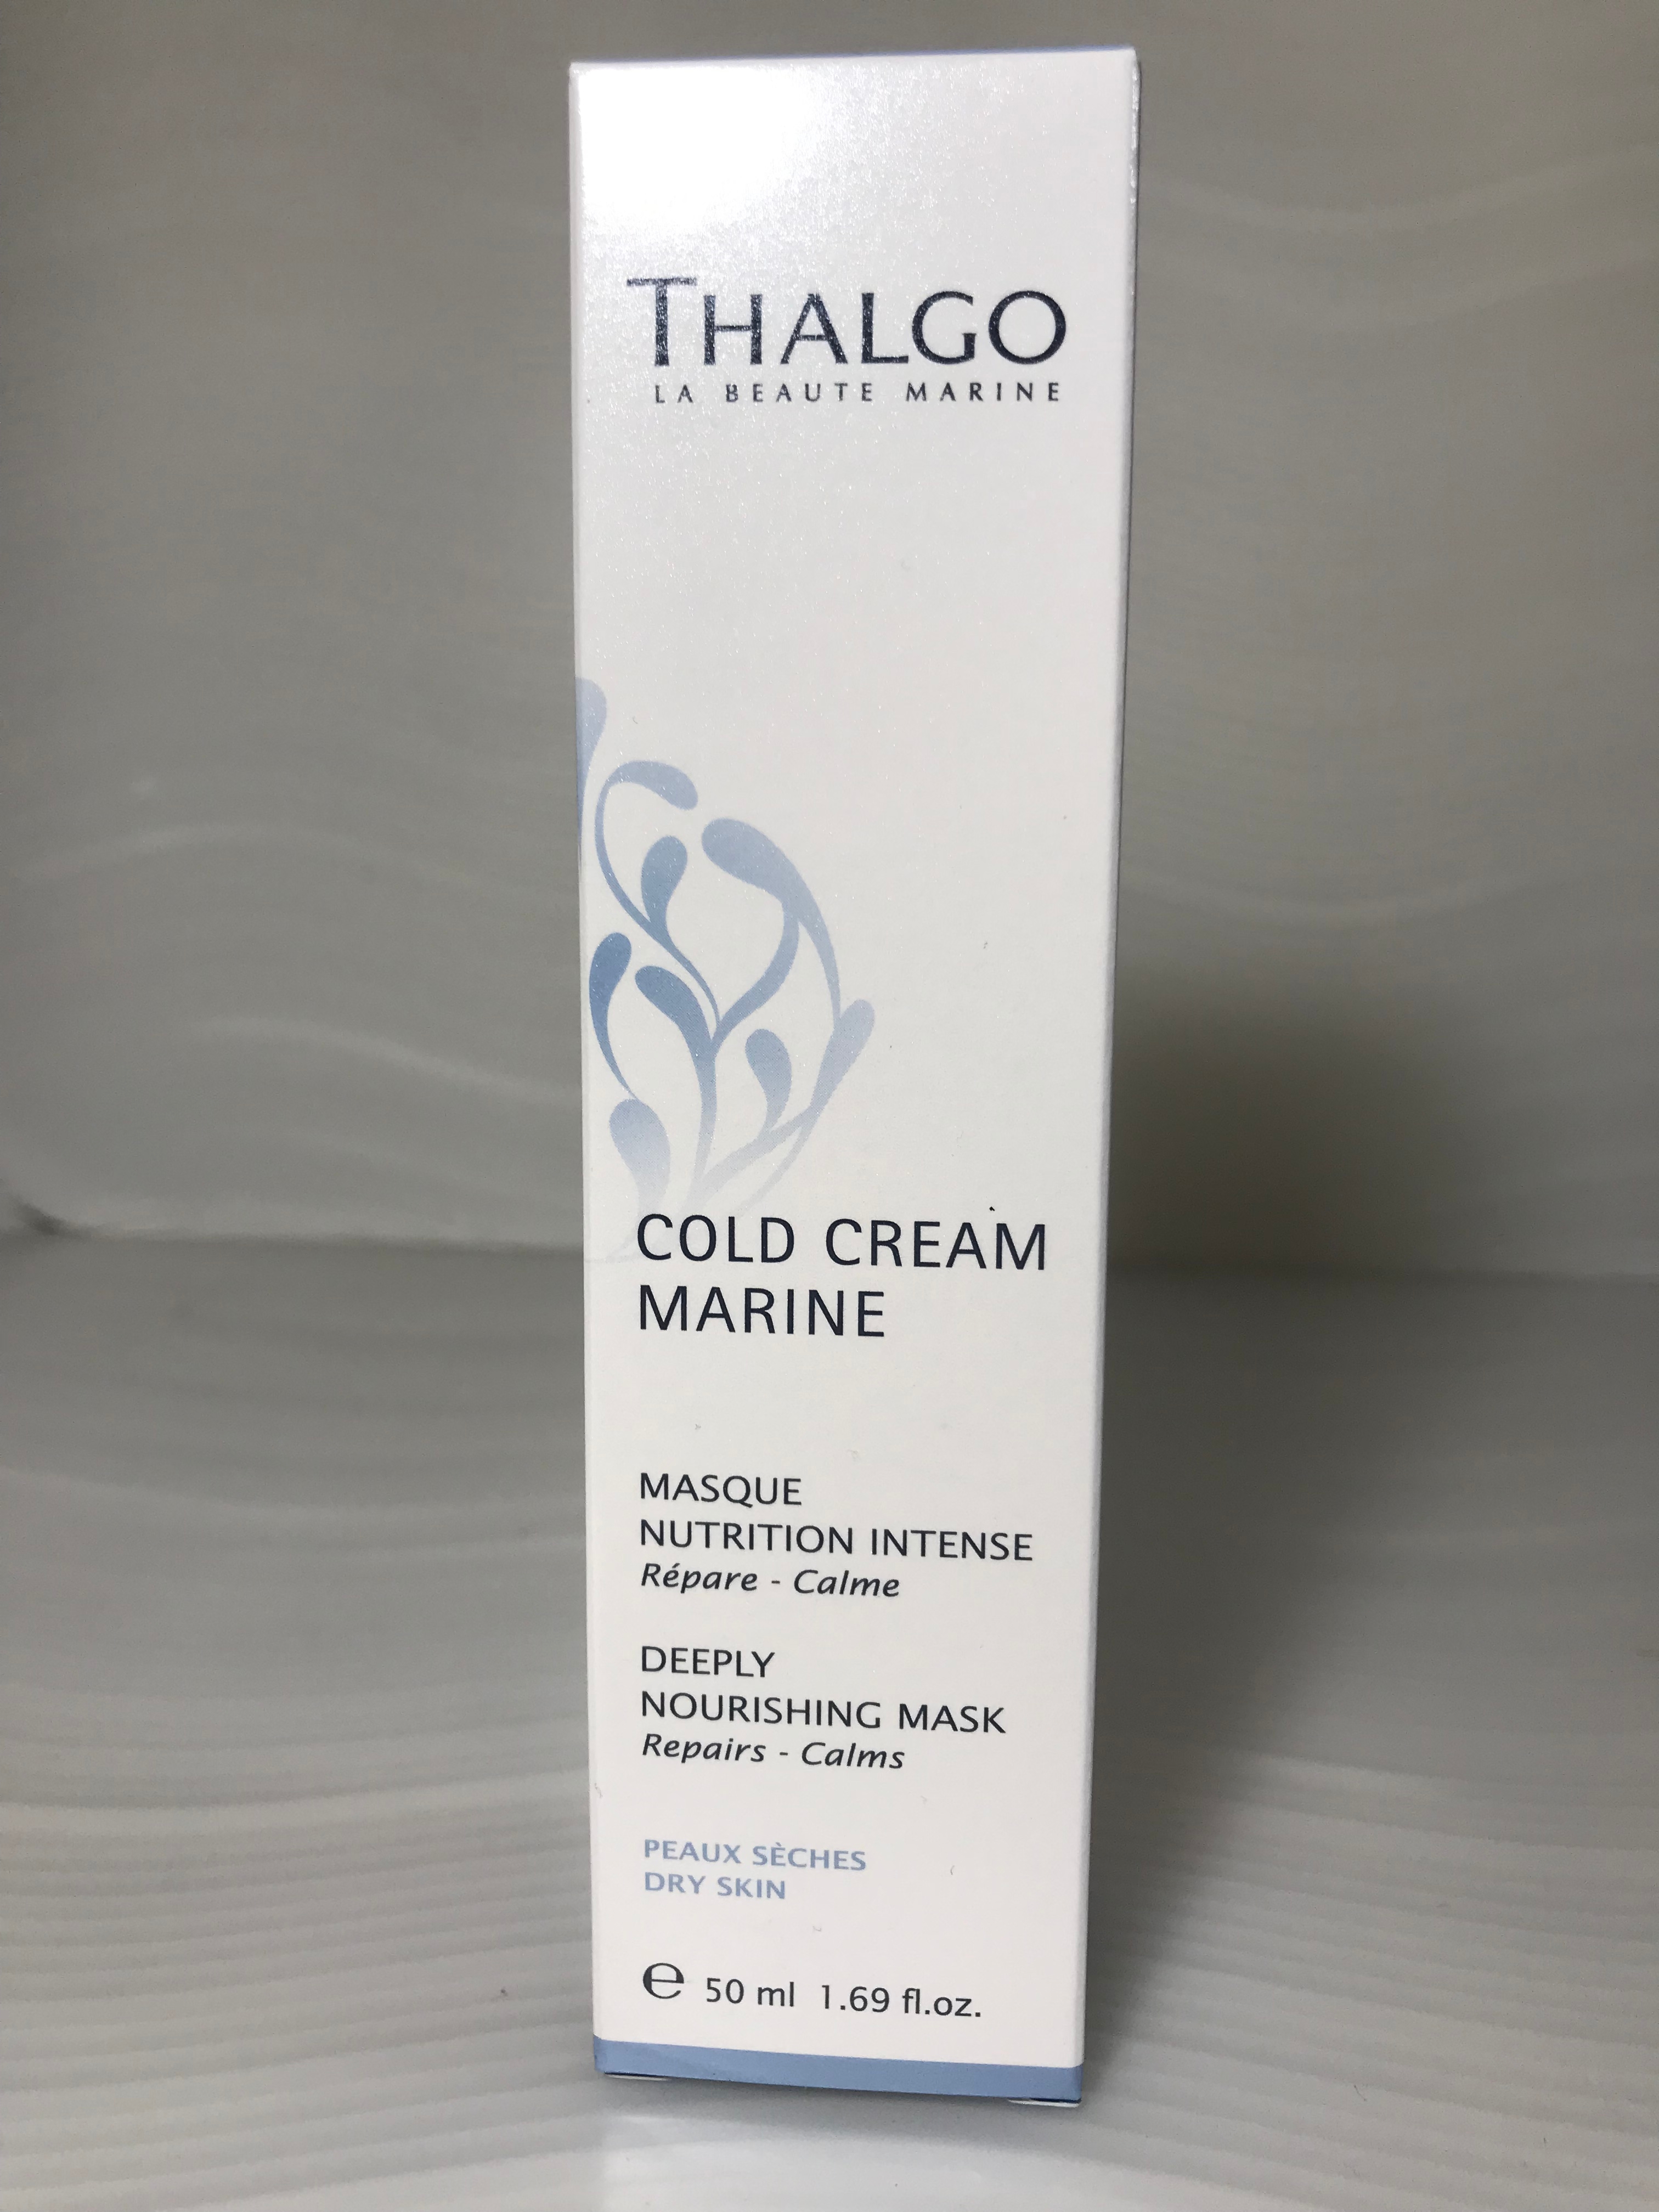 THALGO
LA BEAUTE MARINE
COLD CREAM
MARINE
MASQUE
NUTRITION INTENSE
Répare - Calme
DEEPLY
NOURISHING MASK
Repairs - Calms
PEAUX SÈCHES
DRY SKIN
℮ 50 ml 1.69 fl.oz.